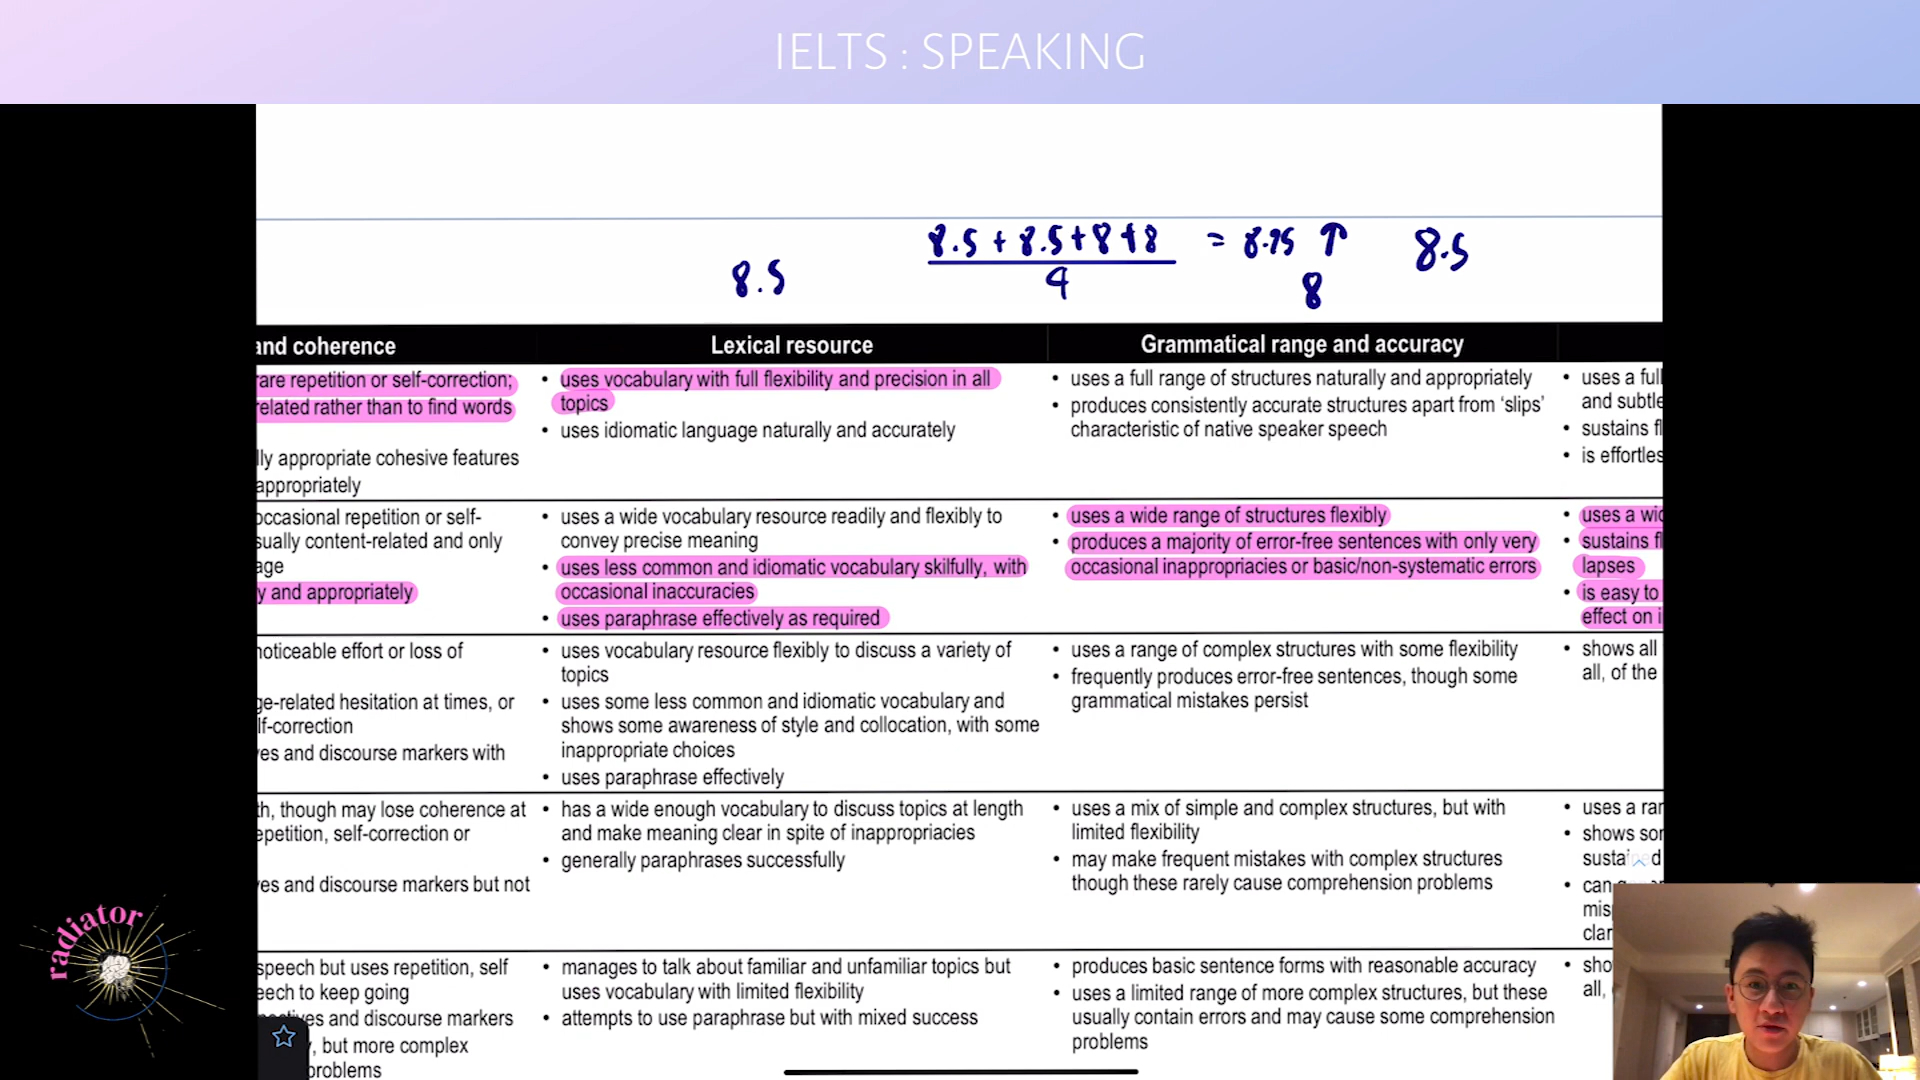 IELTS : SPEAKING
8.5 + 8.5 + 8 + 8 = 8.25 ↑ 8.5
4
8
8.5
and coherence
Lexical resource
Grammatical range and accuracy
rare repetition or self-correction;
related rather than to find words
lly appropriate cohesive features
appropriately
• uses vocabulary with full flexibility and precision in all
topics
• uses idiomatic language naturally and accurately
• uses a full range of structures naturally and appropriately
• produces consistently accurate structures apart from ‘slips’
characteristic of native speaker speech
• uses a full
and subtle
• sustains fl
• is effortles
occasional repetition or self-
sually content-related and only
age
y and appropriately
• uses a wide vocabulary resource readily and flexibly to
convey precise meaning
• uses less common and idiomatic vocabulary skilfully, with
occasional inaccuracies
• uses paraphrase effectively as required
• uses a wide range of structures flexibly
• produces a majority of error-free sentences with only very
occasional inappropriacies or basic/non-systematic errors
• uses a wid
• sustains fl
lapses
• is easy to
effect on i
noticeable effort or loss of
ge-related hesitation at times, or
lf-correction
ves and discourse markers with
• uses vocabulary resource flexibly to discuss a variety of
topics
• uses some less common and idiomatic vocabulary and
shows some awareness of style and collocation, with some
inappropriate choices
• uses paraphrase effectively
• uses a range of complex structures with some flexibility
• frequently produces error-free sentences, though some
grammatical mistakes persist
• shows all
all, of the
th, though may lose coherence at
epetition, self-correction or
ves and discourse markers but not
• has a wide enough vocabulary to discuss topics at length
and make meaning clear in spite of inappropriacies
• generally paraphrases successfully
• uses a mix of simple and complex structures, but with
limited flexibility
• may make frequent mistakes with complex structures
though these rarely cause comprehension problems
• uses a ran
• shows son
sustained
• can
misp
clar
speech but uses repetition, self
eech to keep going
ves and discourse markers
, but more complex
problems
• manages to talk about familiar and unfamiliar topics but
uses vocabulary with limited flexibility
• attempts to use paraphrase but with mixed success
• produces basic sentence forms with reasonable accuracy
• uses a limited range of more complex structures, but these
usually contain errors and may cause some comprehension
problems
• sho
all,
radiator